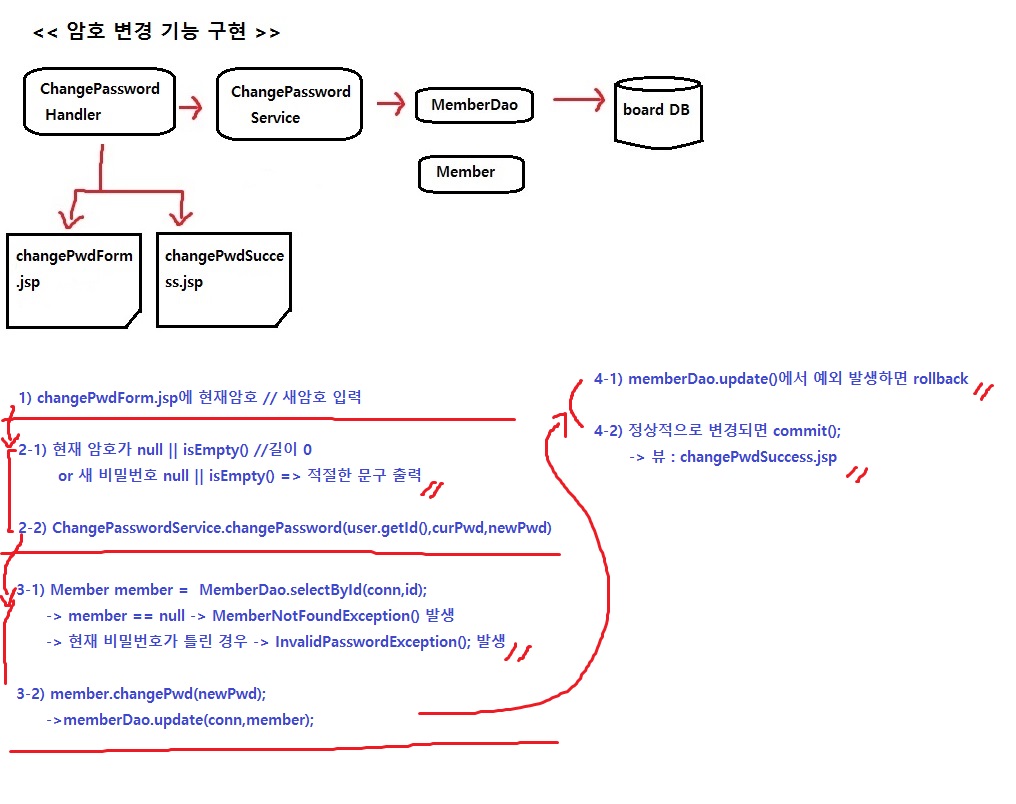 << 암호 변경 기능 구현 >>
ChangePassword
Handler
ChangePassword
Service
MemberDao
board DB
Member
changePwdForm
.jsp
changePwdSucce
ss.jsp
1) changePwdForm.jsp에 현재암호 // 새암호 입력
2-1) 현재 암호가 null || isEmpty() //길이 0
or 새 비밀번호 null || isEmpty() => 적절한 문구 출력
2-2) ChangePasswordService.changePassword(user.getId(),curPwd,newPwd)
3-1) Member member = MemberDao.selectById(conn,id);
-> member == null -> MemberNotFoundException() 발생
-> 현재 비밀번호가 틀린 경우 -> InvalidPasswordException(); 발생
3-2) member.changePwd(newPwd);
->memberDao.update(conn,member);
4-1) memberDao.update()에서 예외 발생하면 rollback
4-2) 정상적으로 변경되면 commit();
-> 뷰 : changePwdSuccess.jsp